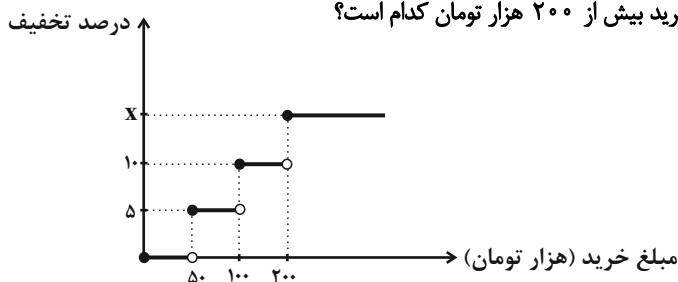 رید بیش از ۲۰۰ هزار تومان کدام است؟
درصد تخفیف
x
۱۰
۵
مبلغ خرید (هزار تومان)
۵۰ ۱۰۰ ۲۰۰